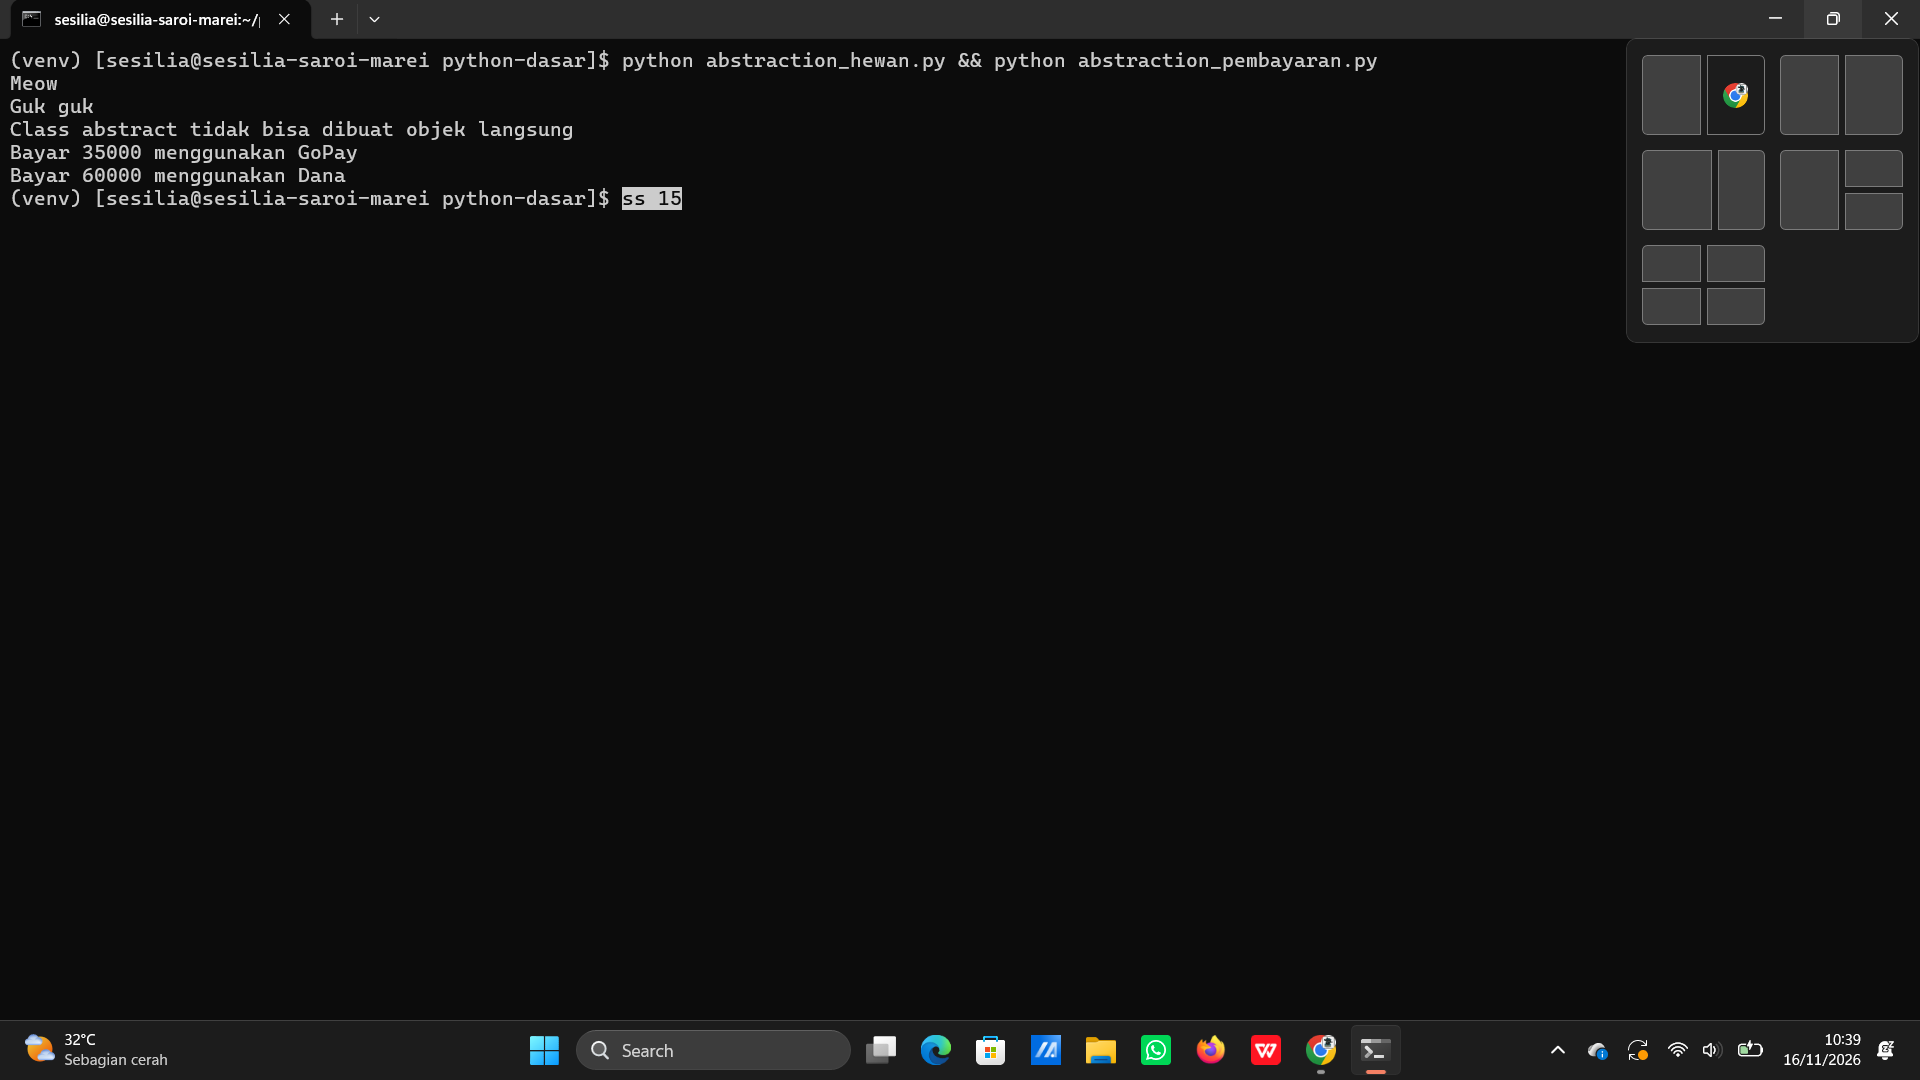 sesilia@sesilia-saroi-marei:~/
(venv) [sesilia@sesilia-saroi-marei python-dasar]$ python abstraction_hewan.py && python abstraction_pembayaran.py
Meow
Guk guk
Class abstract tidak bisa dibuat objek langsung
Bayar 35000 menggunakan GoPay
Bayar 60000 menggunakan Dana
(venv) [sesilia@sesilia-saroi-marei python-dasar]$ ss 15
32°C
Sebagian cerah
Search
10:39
16/11/2026